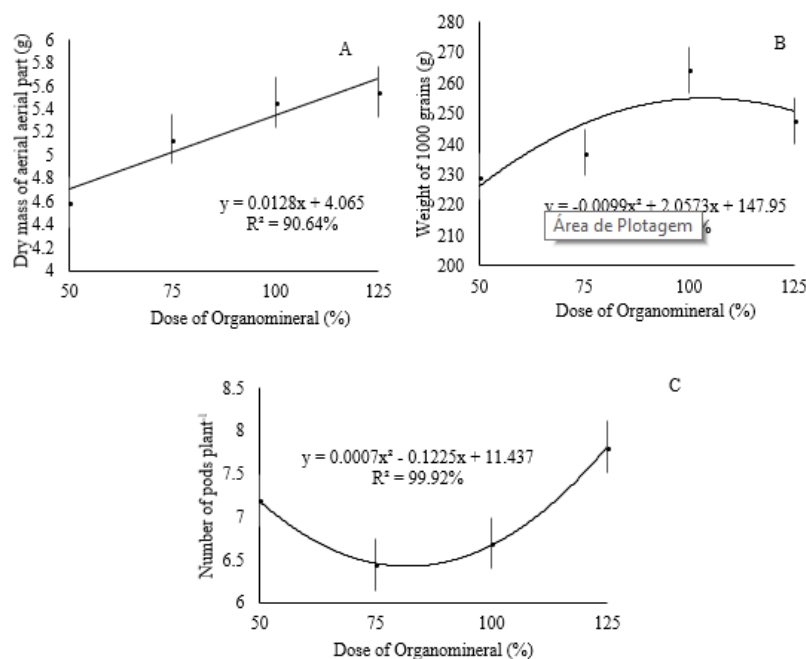 A
Dry mass of aerial aerial part (g)
6
5.8
5.6
5.4
5.2
5
4.8
4.6
4.4
4.2
4
y = 0.0128x + 4.065
R² = 90.64%
50 75 100 125
Dose of Organomineral (%)
B
Weight of 1000 grains (g)
280
270
260
250
240
230
220
210
200
y = -0.0099x² + 2.0573x + 147.95
Área de Plotagem %
50 75 100 125
Dose of Organomineral (%)
C
Number of pods plant⁻¹
8.5
8
7.5
7
6.5
6
y = 0.0007x² - 0.1225x + 11.437
R² = 99.92%
50 75 100 125
Dose of Organomineral (%)